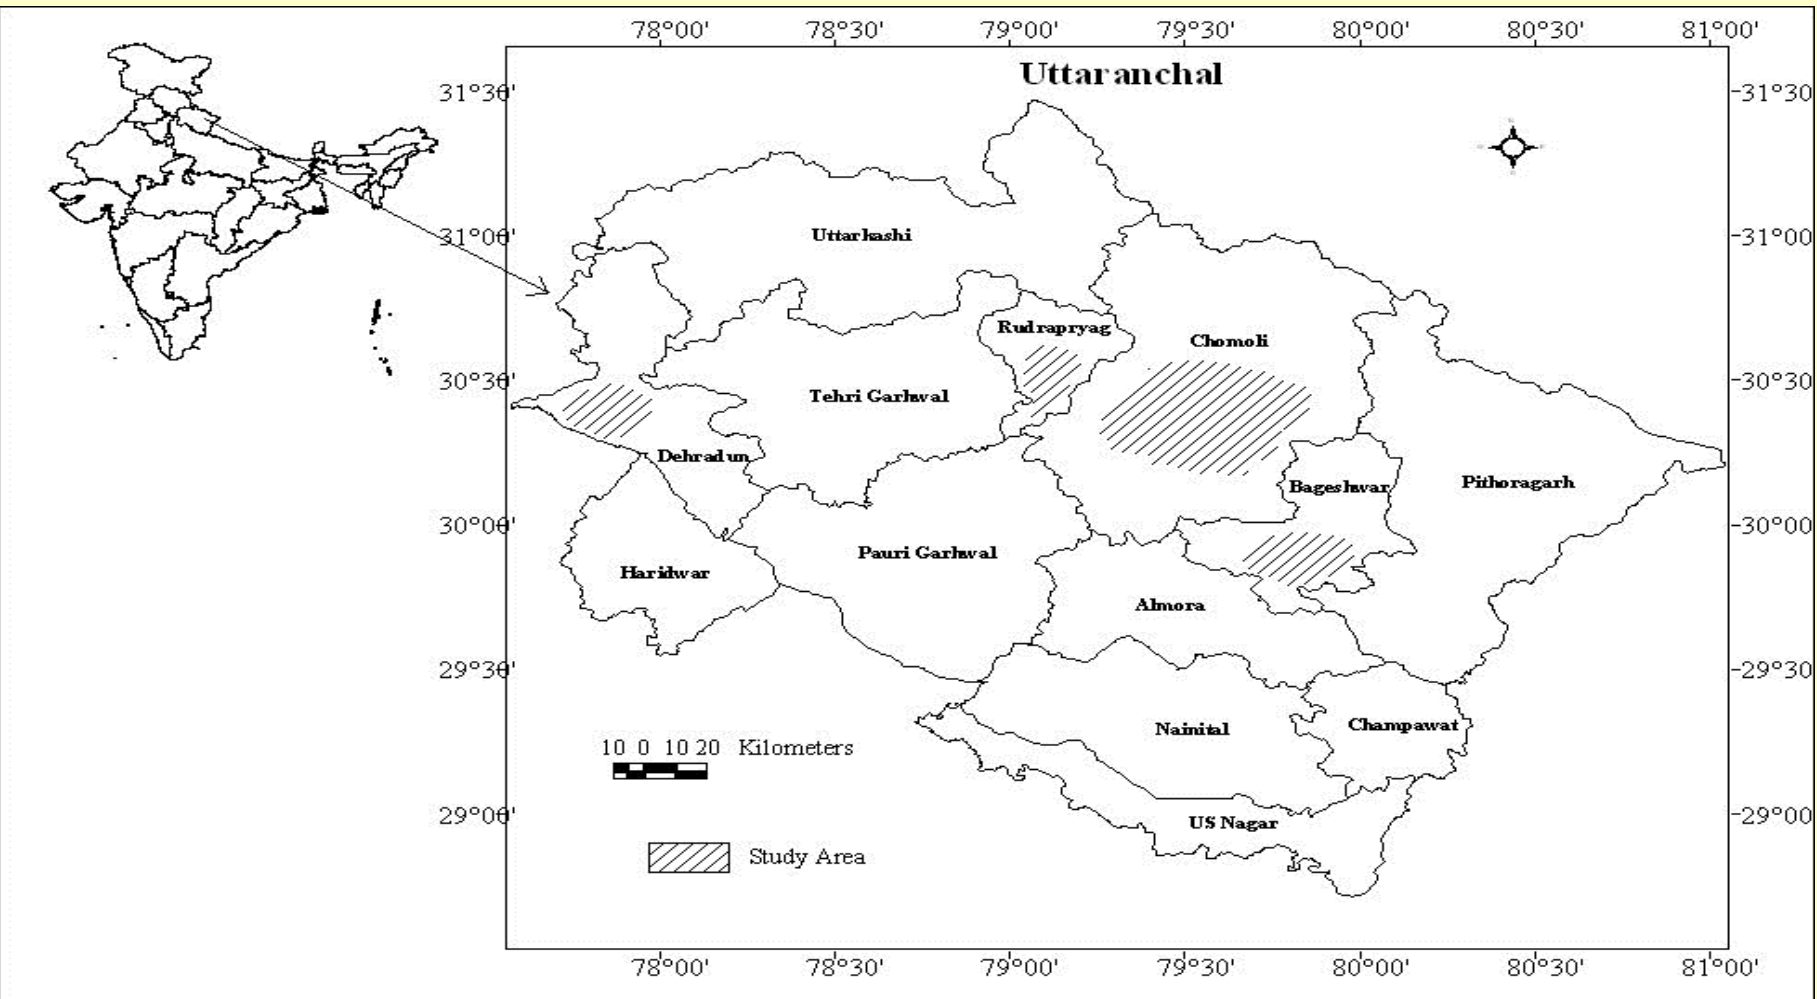 78°00' 78°30' 79°00' 79°30' 80°00' 80°30' 81°00'
Uttaranchal
31°30' 31°30
31°00' 31°00
Uttarkashi
Rudrapryag
Chomoli
30°30' 30°30
Tehri Garhwal
Dehradun
Bageshwar
Pithoragarh
30°00' 30°00
Pauri Garhwal
Haridwar
Almora
29°30' 29°30
Nainital
Champawat
10 0 10 20 Kilometers
29°00' 29°00
US Nagar
Study Area
78°00' 78°30' 79°00' 79°30' 80°00' 80°30' 81°00'